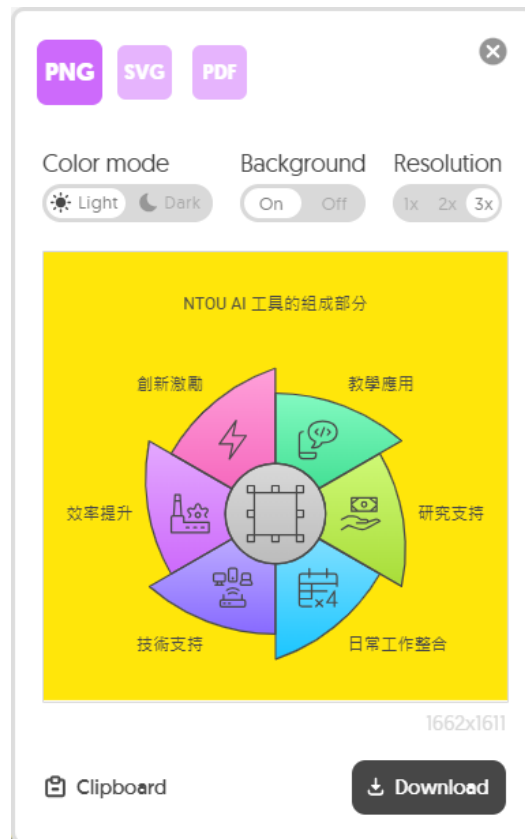 PNG SVG PDF
Color mode Background Resolution
Light Dark On Off 1x 2x 3x
NTOU AI 工具的組成部分
創新激勵 教學應用
效率提升 研究支持
x4
技術支持 日常工作整合
1662x1611
Clipboard Download